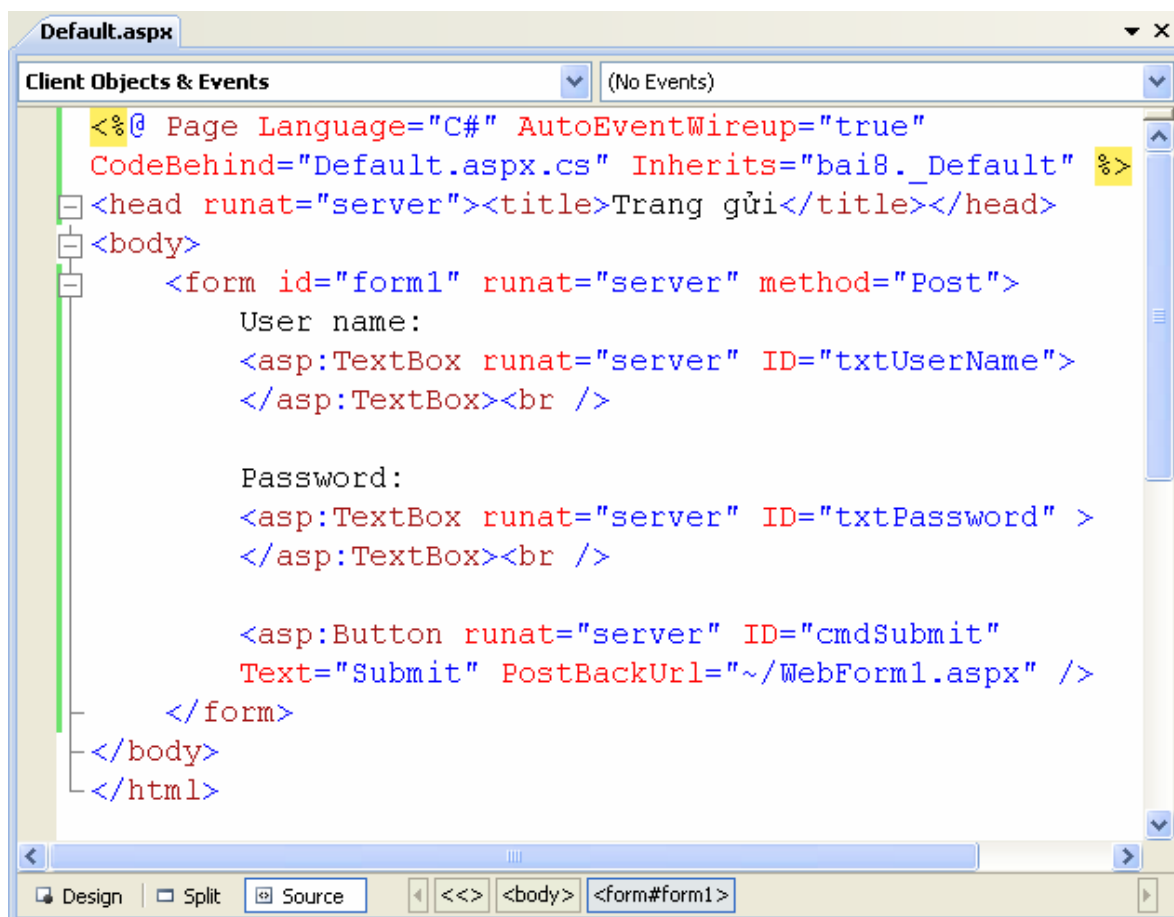 Default.aspx
Client Objects & Events (No Events)
<%@ Page Language="C#" AutoEventWireup="true"
CodeBehind="Default.aspx.cs" Inherits="bai8._Default" %>
<head runat="server"><title>Trang gửi</title></head>
<body>
<form id="form1" runat="server" method="Post">
User name:
<asp:TextBox runat="server" ID="txtUserName">
</asp:TextBox><br />
Password:
<asp:TextBox runat="server" ID="txtPassword" >
</asp:TextBox><br />
<asp:Button runat="server" ID="cmdSubmit"
Text="Submit" PostBackUrl="~/WebForm1.aspx" />
</form>
</body>
</html>
Design Split Source <<> <body> <form#form1>